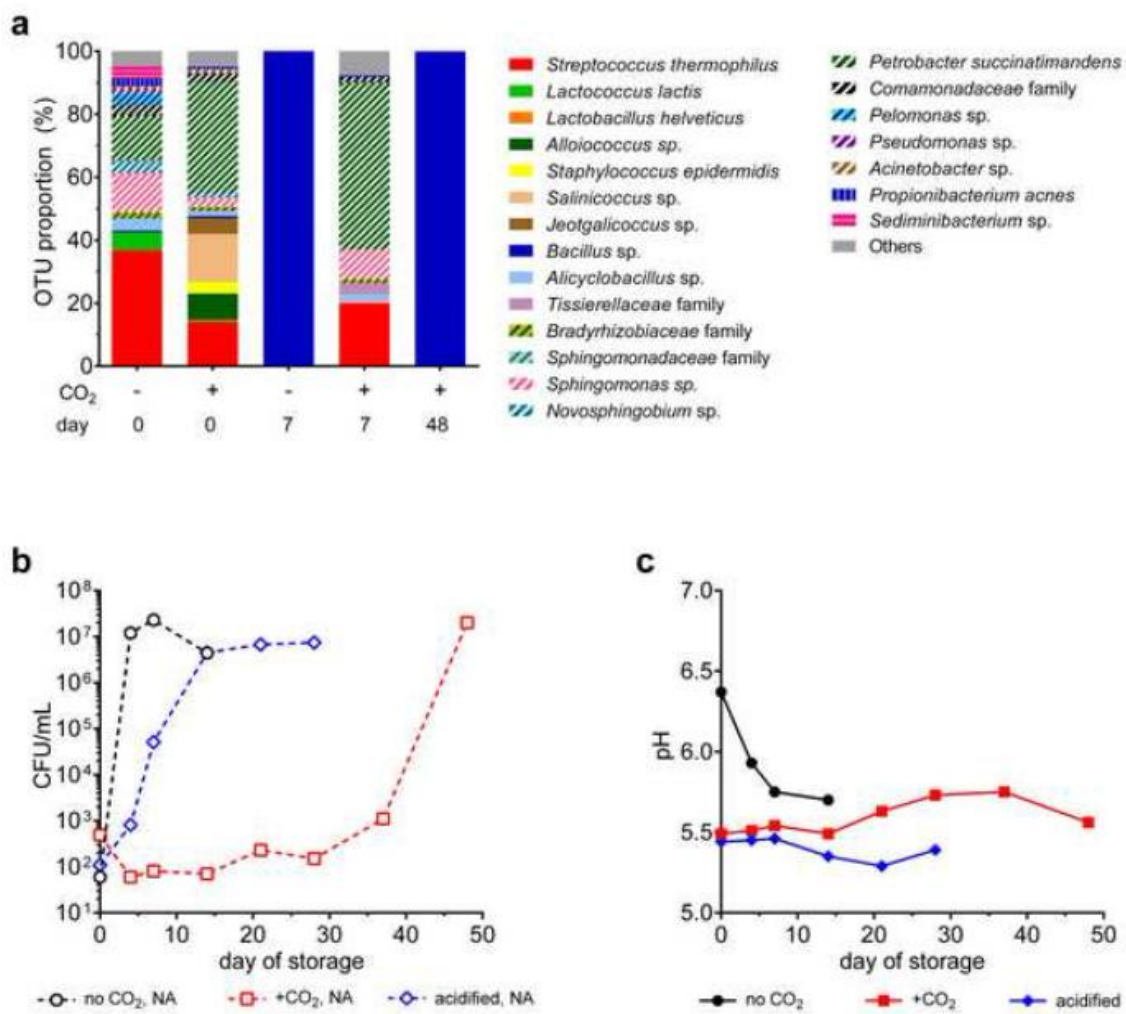 a
100
80
60
40
20
0
OTU proportion (%)
CO2 - + - + +
day 0 0 7 7 48
Streptococcus thermophilus
Lactococcus lactis
Lactobacillus helveticus
Alloiococcus sp.
Staphylococcus epidermidis
Salinicoccus sp.
Jeotgalicoccus sp.
Bacillus sp.
Alicyclobacillus sp.
Tissierellaceae family
Bradyrhizobiaceae family
Sphingomonadaceae family
Sphingomonas sp.
Novosphingobium sp.
Petrobacter succinatimandens
Comamonadaceae family
Pelomonas sp.
Pseudomonas sp.
Acinetobacter sp.
Propionibacterium acnes
Sediminibacterium sp.
Others
b
10^8
10^7
10^6
10^5
10^4
10^3
10^2
10^1
CFU/mL
0 10 20 30 40 50
day of storage
no CO2, NA +CO2, NA acidified, NA
c
7.0
6.5
6.0
5.5
5.0
pH
0 10 20 30 40 50
day of storage
no CO2 +CO2 acidified